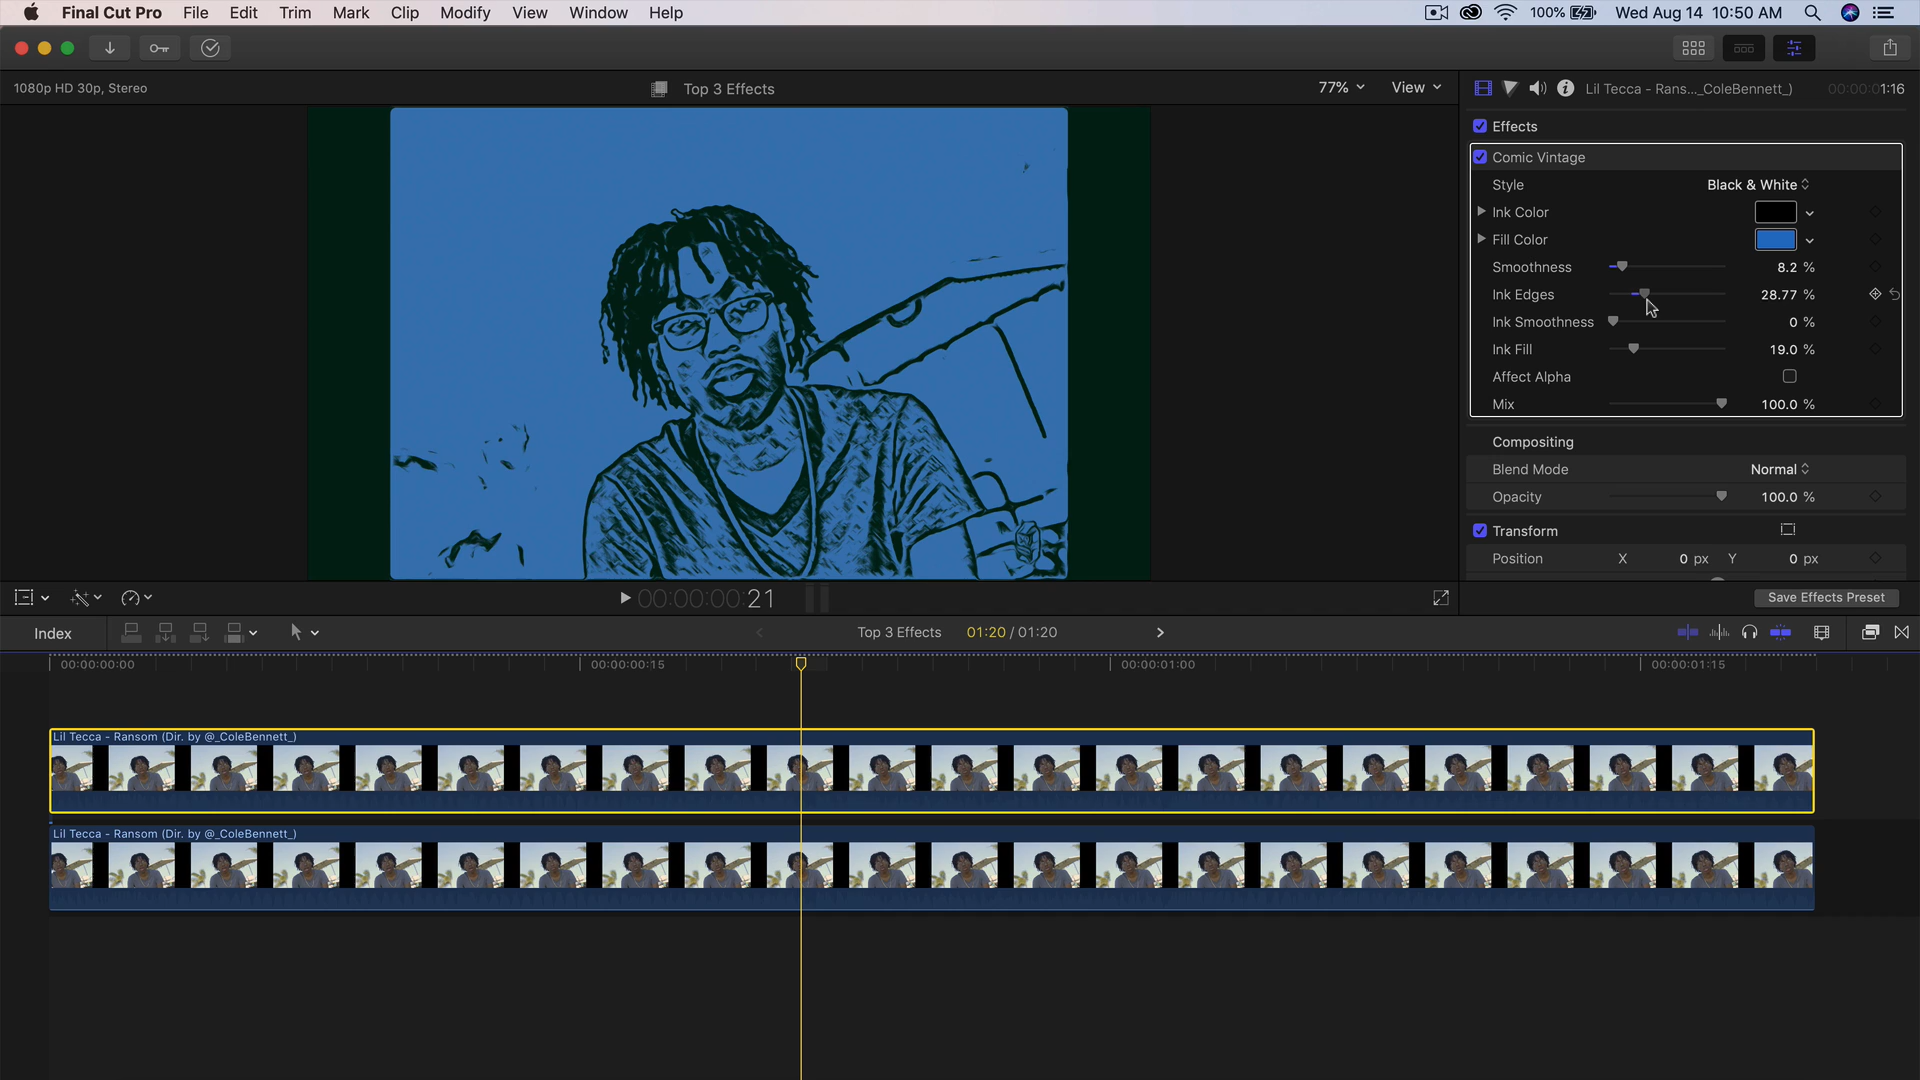 Final Cut Pro File Edit Trim Mark Clip Modify View Window Help 100% Wed Aug 14 10:50 AM
1080p HD 30p, Stereo Top 3 Effects 77% View Lil Tecca - Rans..._ColeBennett_) 00:00:01:16
Effects
Comic Vintage
Style Black & White
Ink Color
Fill Color
Smoothness 8.2 %
Ink Edges 28.77 %
Ink Smoothness 0 %
Ink Fill 19.0 %
Affect Alpha
Mix 100.0 %
Compositing
Blend Mode Normal
Opacity 100.0 %
Transform
Position X 0 px Y 0 px
00:00:00:21 Save Effects Preset
Index Top 3 Effects 01:20 / 01:20
00:00:00:00 00:00:00:15 00:00:01:00 00:00:01:15
Lil Tecca - Ransom (Dir. by @_ColeBennett_)
Lil Tecca - Ransom (Dir. by @_ColeBennett_)